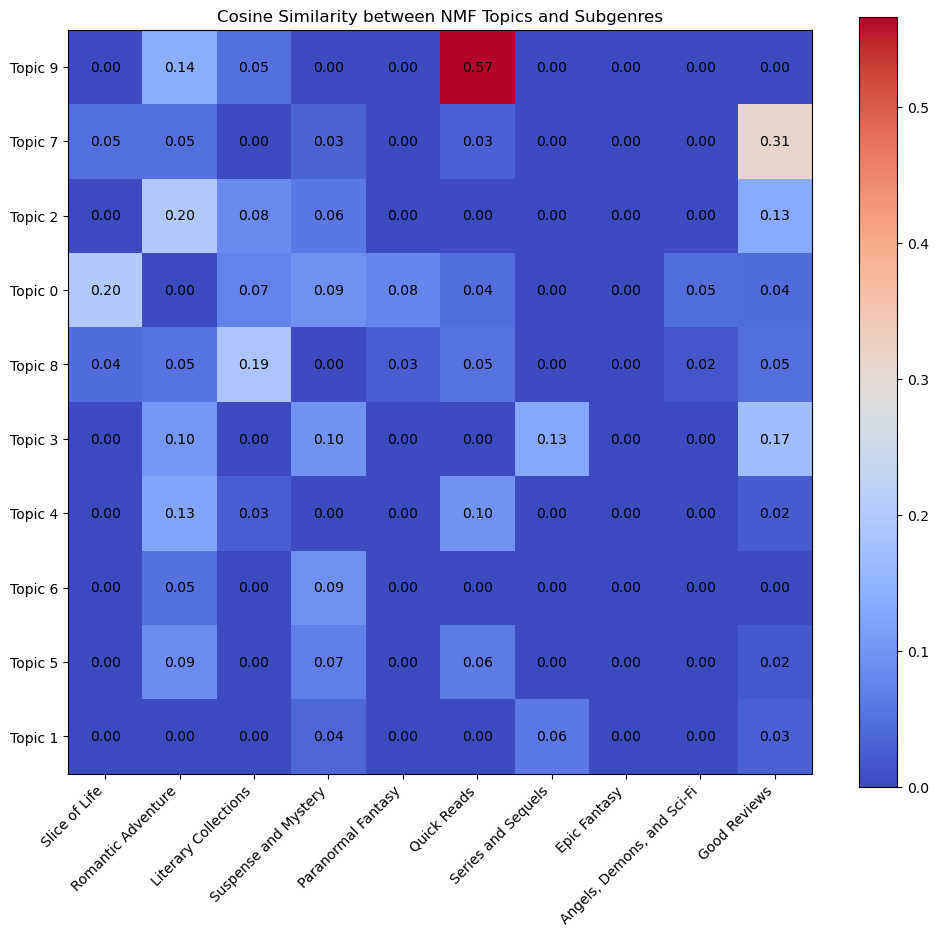 Cosine Similarity between NMF Topics and Subgenres
Topic 9 0.00 0.14 0.05 0.00 0.00 0.57 0.00 0.00 0.00 0.00
Topic 7 0.05 0.05 0.00 0.03 0.00 0.03 0.00 0.00 0.00 0.31
Topic 2 0.00 0.20 0.08 0.06 0.00 0.00 0.00 0.00 0.00 0.13
Topic 0 0.20 0.00 0.07 0.09 0.08 0.04 0.00 0.00 0.05 0.04
Topic 8 0.04 0.05 0.19 0.00 0.03 0.05 0.00 0.00 0.02 0.05
Topic 3 0.00 0.10 0.00 0.10 0.00 0.00 0.13 0.00 0.00 0.17
Topic 4 0.00 0.13 0.03 0.00 0.00 0.10 0.00 0.00 0.00 0.02
Topic 6 0.00 0.05 0.00 0.09 0.00 0.00 0.00 0.00 0.00 0.00
Topic 5 0.00 0.09 0.00 0.07 0.00 0.06 0.00 0.00 0.00 0.02
Topic 1 0.00 0.00 0.00 0.04 0.00 0.00 0.06 0.00 0.00 0.03
Slice of Life
Romantic Adventure
Literary Collections
Suspense and Mystery
Paranormal Fantasy
Quick Reads
Series and Sequels
Epic Fantasy
Angels, Demons, and Sci-Fi
Good Reviews
0.5
0.4
0.3
0.2
0.1
0.0